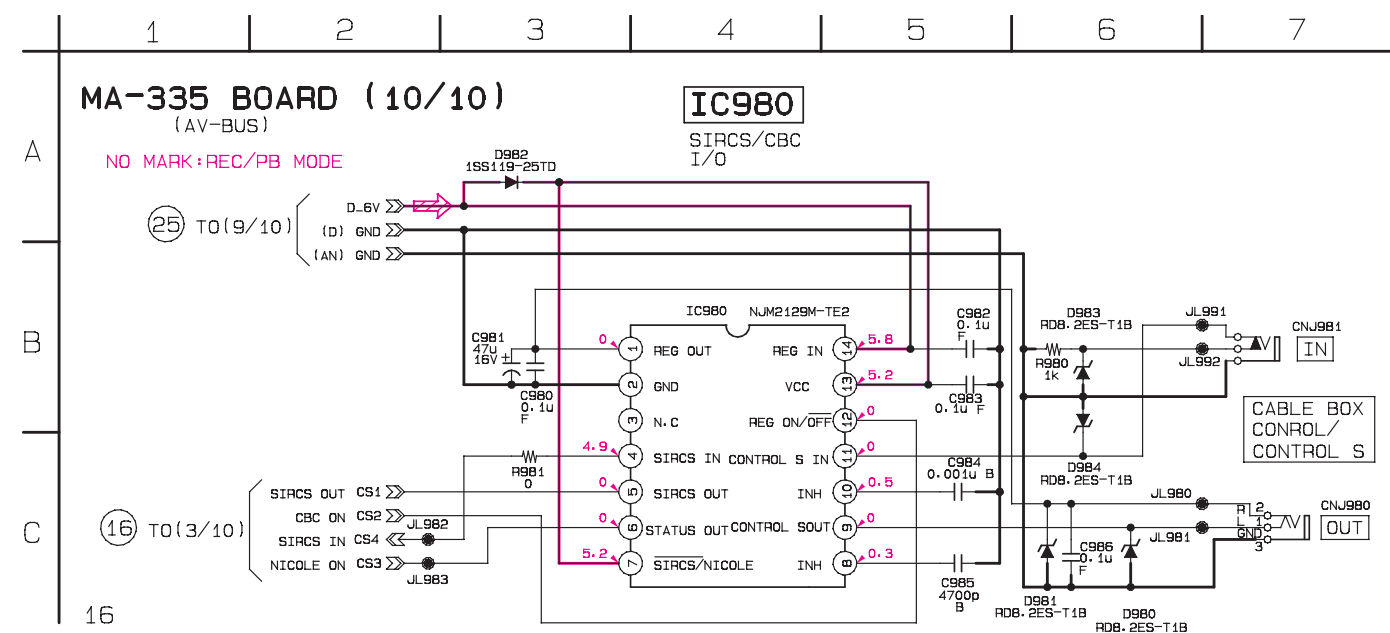 1 2 3 4 5 6 7
MA-335 BOARD (10/10)
(AV-BUS)
IC980
SIRCS/CBC
I/O
A
NO MARK:REC/PB MODE
D982
1SS119-25TD
25 TO(9/10)
D_6V
(D) GND
(AN) GND
B
IC980 NJM2129M-TE2
C981
47u
16V +
C980
0.1u
F
0 1 REG OUT
2 GND
3 N.C
4.9 4 SIRCS IN
0 5 SIRCS OUT
0 6 STATUS OUT
5.2 7 SIRCS/NICOLE
REG IN 14 5.8
VCC 13 5.2
REG ON/OFF 12 0
CONTROL S IN 11 0
INH 10 0.5
CONTROL SOUT 9 0
INH 8 0.3
C982
0.1u
F
C983
0.1u F
C984
0.001u B
C985
4700p
B
D983
RD8.2ES-T1B
R980
1k
D984
RD8.2ES-T1B
JL991
JL992
CNJ981
IN
CABLE BOX
CONROL/
CONTROL S
R981
0
C
16 TO(3/10)
SIRCS OUT CS1
CBC ON CS2
SIRCS IN CS4
NICOLE ON CS3
JL982
JL983
JL980
JL981
R 2
L 1
GND
3
CNJ980
OUT
C986
0.1u
F
D981
RD8.2ES-T1B
D980
RD8.2ES-T1B
16